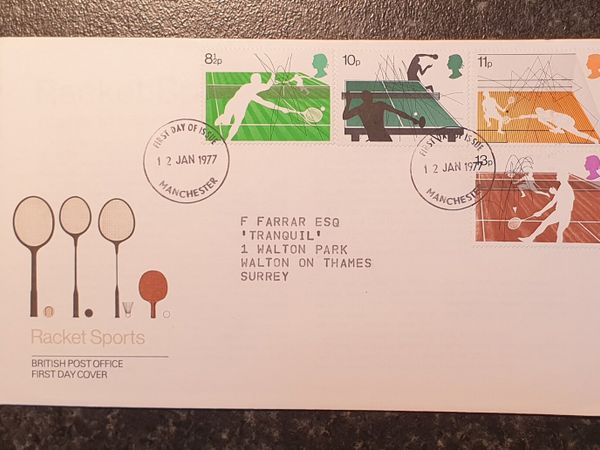 8½p
10p
11p
13p
FIRST DAY OF ISSUE
12 JAN 1977
MANCHESTER
FIRST DAY OF ISSUE
12 JAN 1977
MANCHESTER
F FARRAR ESQ
'TRANQUIL'
1 WALTON PARK
WALTON ON THAMES
SURREY
Racket Sports
BRITISH POST OFFICE
FIRST DAY COVER